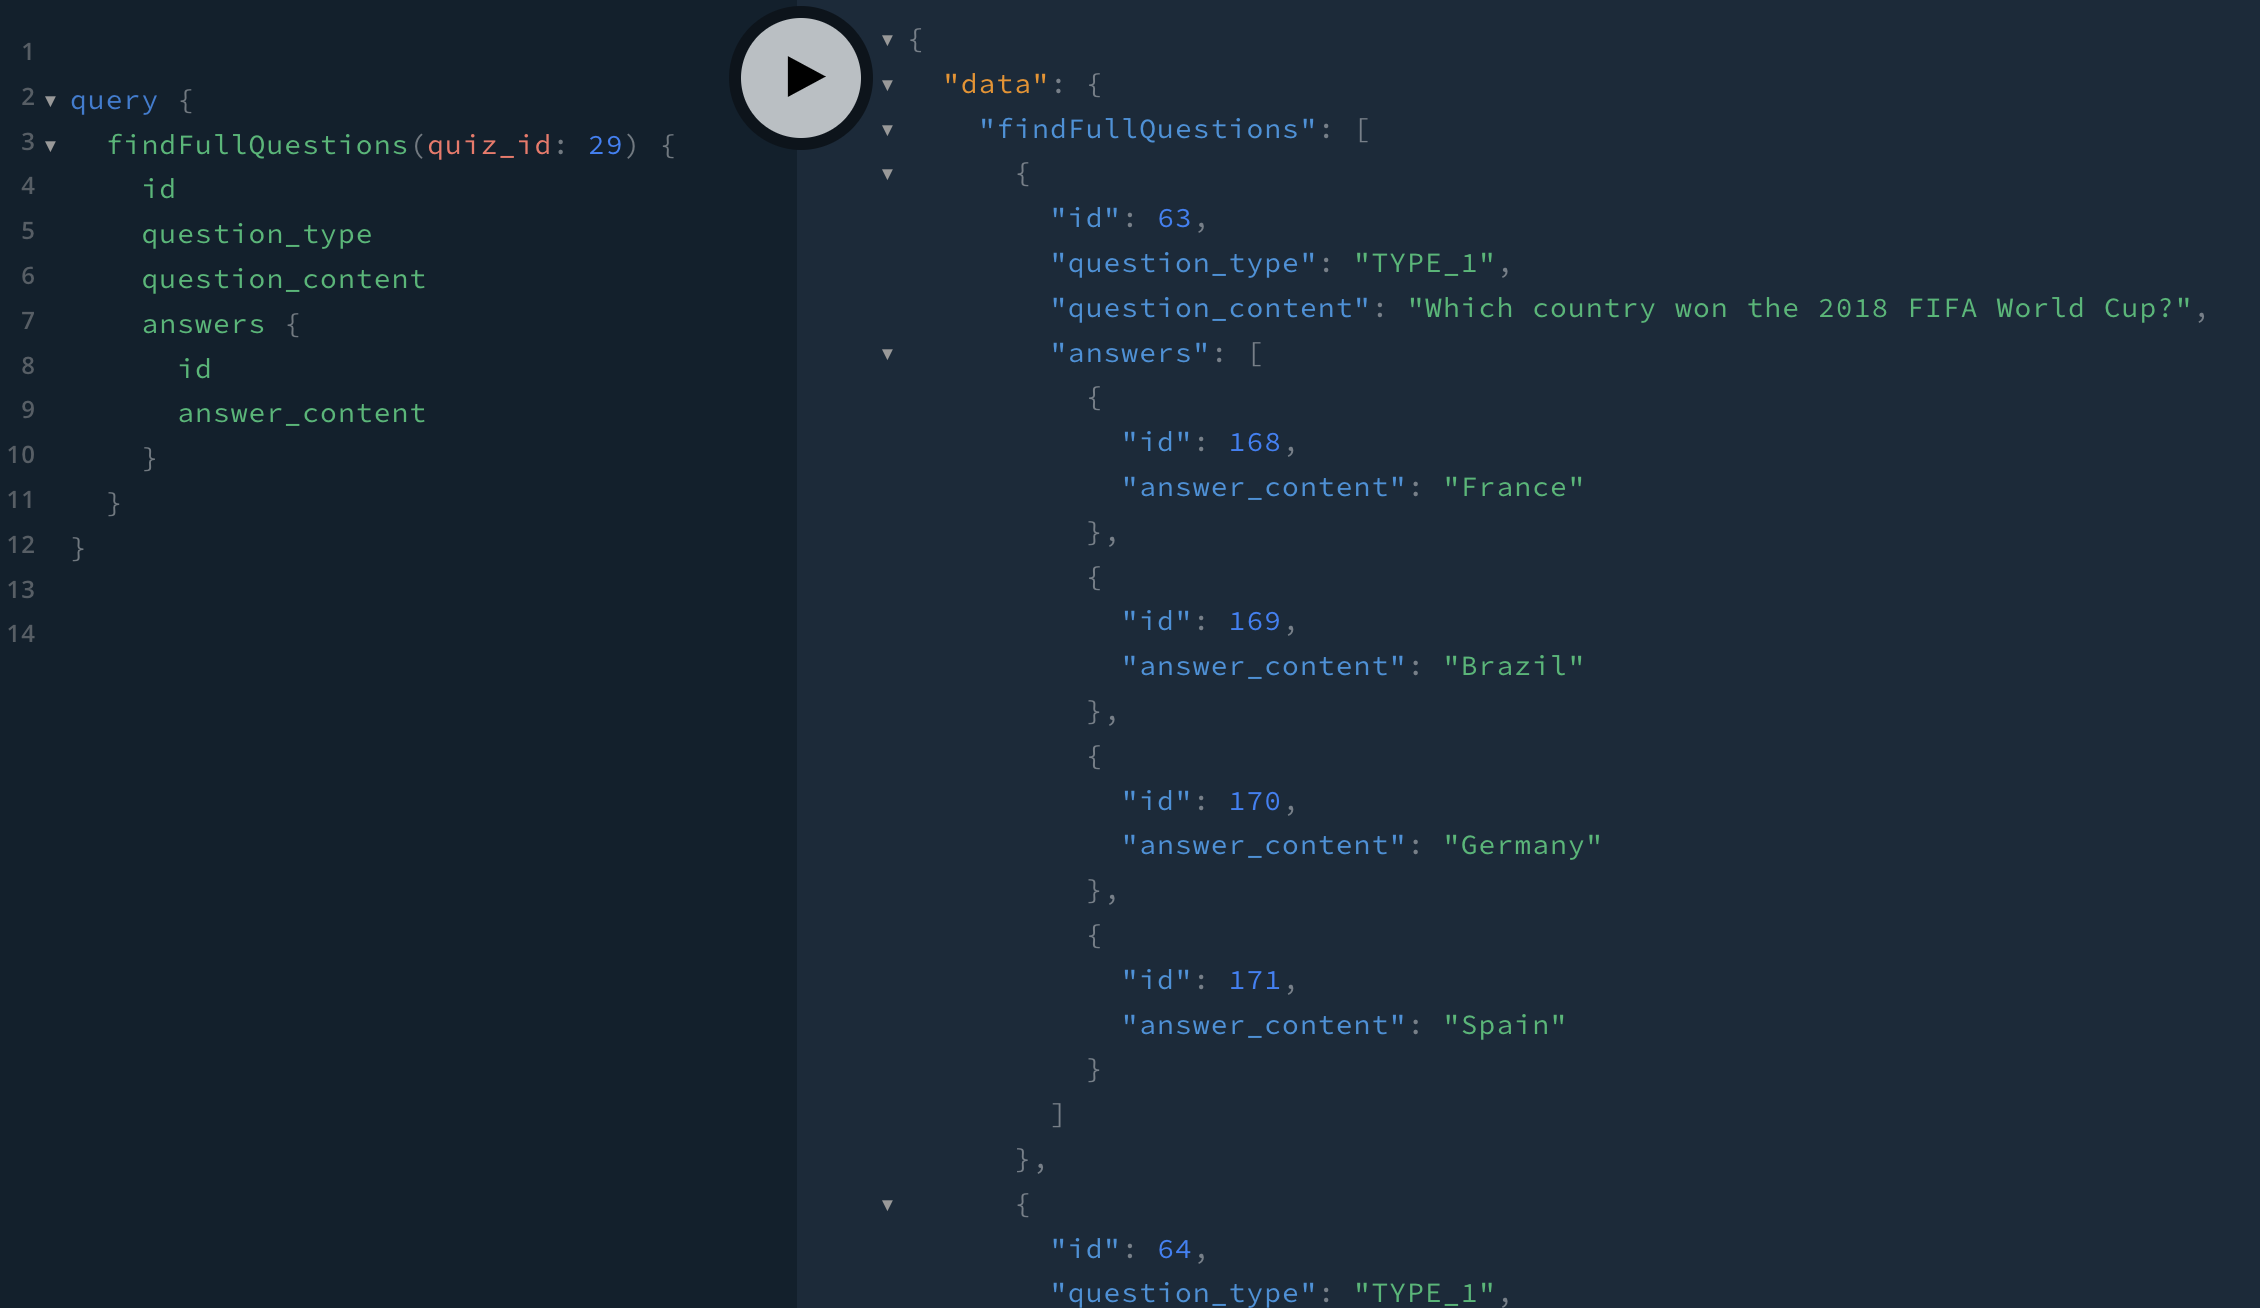 1
2 query {
3   findFullQuestions(quiz_id: 29) {
4     id
5     question_type
6     question_content
7     answers {
8       id
9       answer_content
10     }
11   }
12 }
13
14
{
  "data": {
    "findFullQuestions": [
      {
        "id": 63,
        "question_type": "TYPE_1",
        "question_content": "Which country won the 2018 FIFA World Cup?",
        "answers": [
          {
            "id": 168,
            "answer_content": "France"
          },
          {
            "id": 169,
            "answer_content": "Brazil"
          },
          {
            "id": 170,
            "answer_content": "Germany"
          },
          {
            "id": 171,
            "answer_content": "Spain"
          }
        ]
      },
      {
        "id": 64,
        "question_type": "TYPE_1",